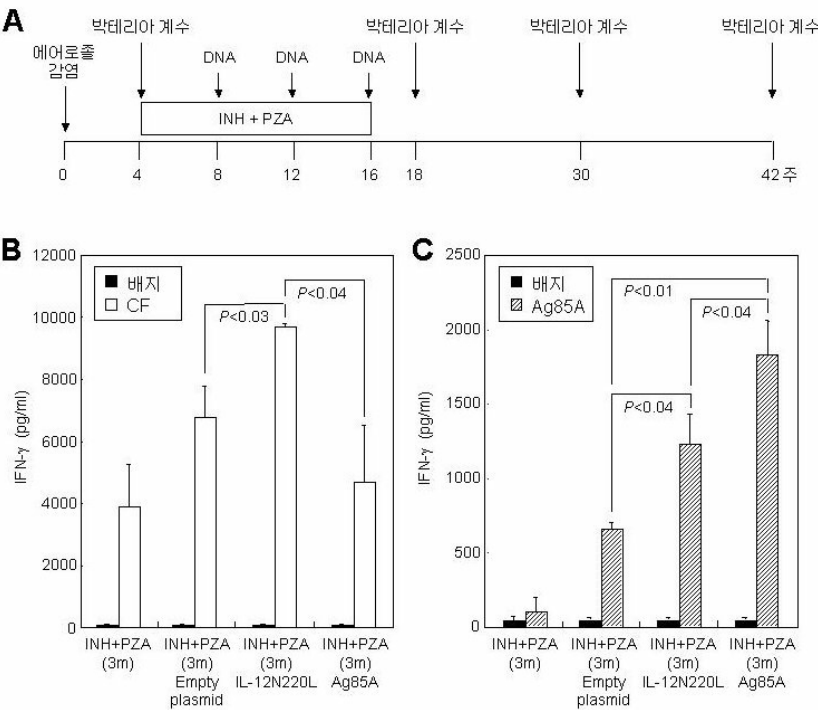 A
박테리아 계수
박테리아 계수
박테리아 계수
박테리아 계수
에어로졸
감염
DNA
DNA
DNA
INH + PZA
0
4
8
12
16
18
30
42 주
B
12000
10000
8000
6000
4000
2000
0
IFN-γ (pg/ml)
배지
CF
P<0.03
P<0.04
INH+PZA
(3m)
INH+PZA
(3m)
Empty
plasmid
INH+PZA
(3m)
IL-12N220L
INH+PZA
(3m)
Ag85A
C
2500
2000
1500
1000
500
0
IFN-γ (pg/ml)
배지
Ag85A
P<0.01
P<0.04
P<0.04
INH+PZA
(3m)
INH+PZA
(3m)
Empty
plasmid
INH+PZA
(3m)
IL-12N220L
INH+PZA
(3m)
Ag85A